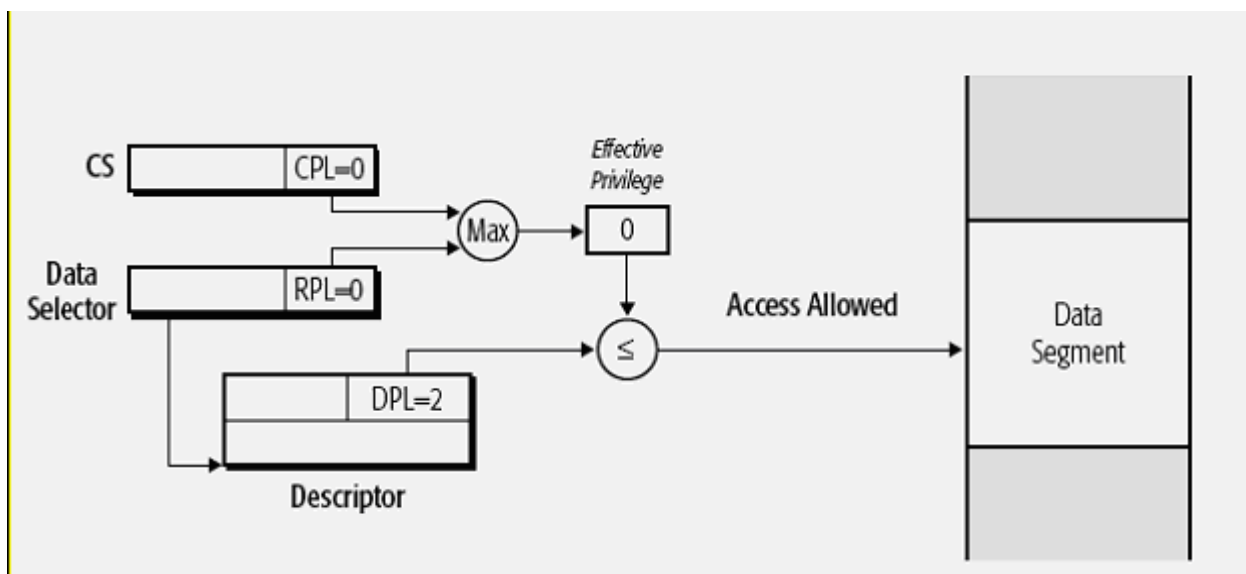 CS
CPL=0
Effective
Privilege
Max
0
Data
Selector
RPL=0
Access Allowed
Data
Segment
≤
DPL=2
Descriptor